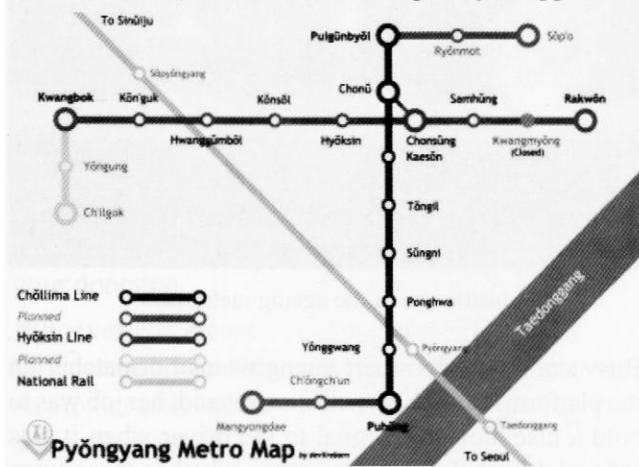 To Sinŭiju
Pulgŭnbyŏl
Ryŏnmot
Sŏp'o
Sŏpyŏngyang
Chonŭ
Kwangbok
Kŏn'guk
Kŏnsŏl
Samhŭng
Rakwŏn
Hwanggŭmbŏl
Hyŏksin
Chonsŭng
Kwangmyŏng
(Closed)
Kaesŏn
Yŏngung
Ch'ilgok
Tŏngil
Sŭngni
Taedonggang
Ponghwa
Chŏllima Line
Planned
Hyŏksin Line
Planned
National Rail
Yŏnggwang
Pyŏngyang
Ch'ŏngch'un
Mangyongdae
Puhŭng
Taedonggang
To Seoul
Pyŏngyang Metro Map